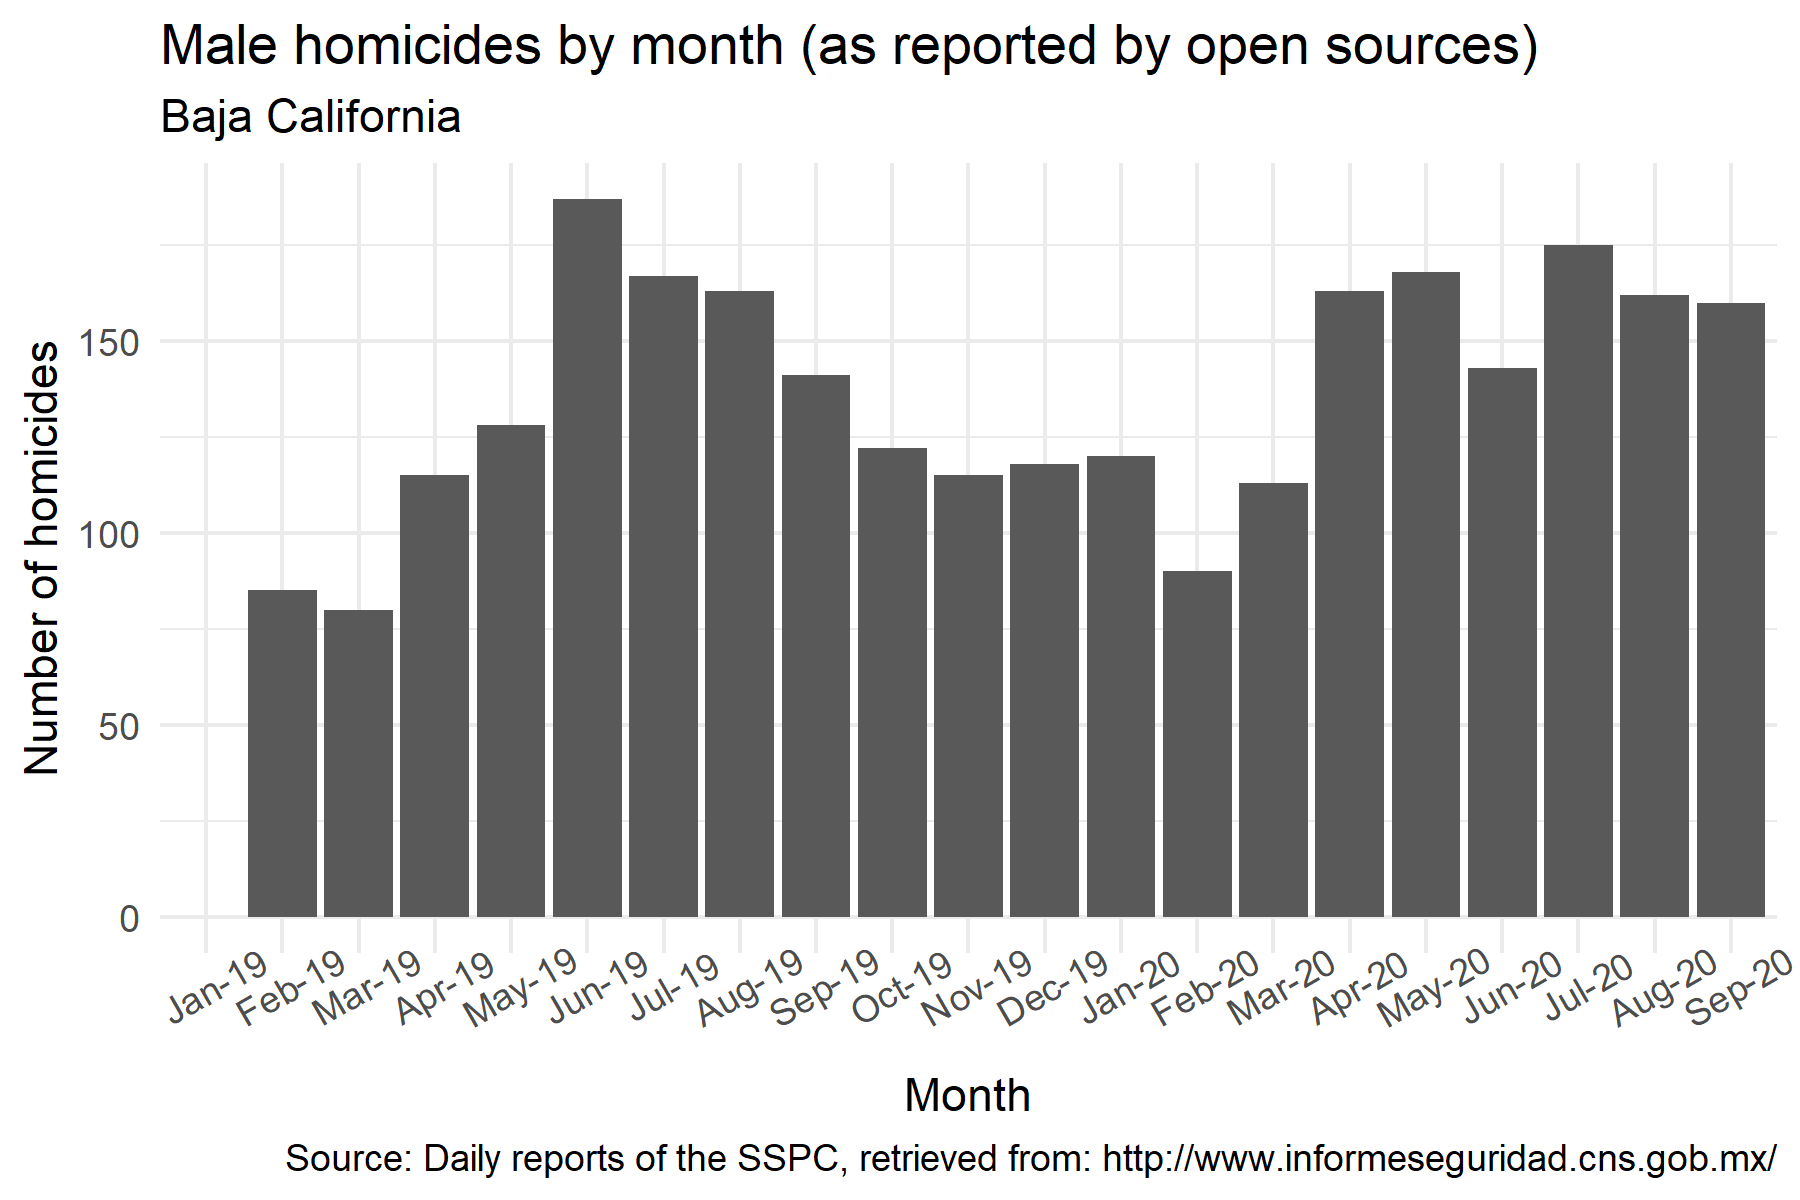 Male homicides by month (as reported by open sources)
Baja California
Number of homicides
150
100
50
0
Jan-19
Feb-19
Mar-19
Apr-19
May-19
Jun-19
Jul-19
Aug-19
Sep-19
Oct-19
Nov-19
Dec-19
Jan-20
Feb-20
Mar-20
Apr-20
May-20
Jun-20
Jul-20
Aug-20
Sep-20
Month
Source: Daily reports of the SSPC, retrieved from: http://www.informeseguridad.cns.gob.mx/